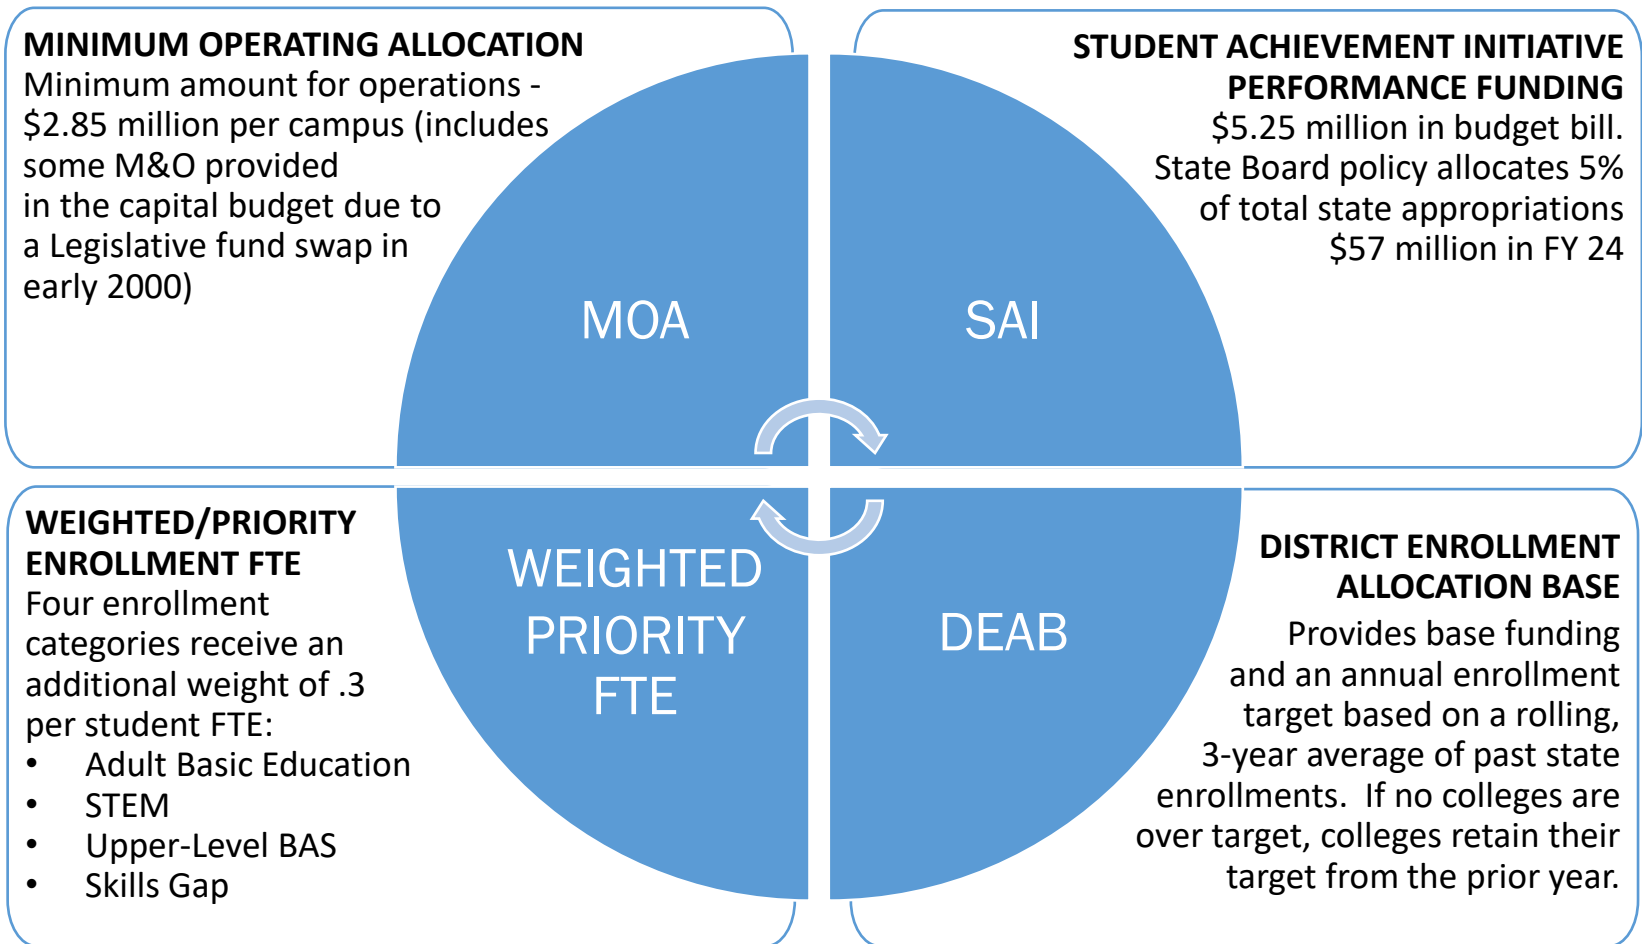 MINIMUM OPERATING ALLOCATION
Minimum amount for operations -
$2.85 million per campus (includes
some M&O provided
in the capital budget due to
a Legislative fund swap in
early 2000)
MOA
STUDENT ACHIEVEMENT INITIATIVE
PERFORMANCE FUNDING
$5.25 million in budget bill.
State Board policy allocates 5%
of total state appropriations
$57 million in FY 24
SAI
WEIGHTED/PRIORITY
ENROLLMENT FTE
Four enrollment
categories receive an
additional weight of .3
per student FTE:
• Adult Basic Education
• STEM
• Upper-Level BAS
• Skills Gap
WEIGHTED
PRIORITY
FTE
DEAB
DISTRICT ENROLLMENT
ALLOCATION BASE
Provides base funding
and an annual enrollment
target based on a rolling,
3-year average of past state
enrollments.  If no colleges are
over target, colleges retain their
target from the prior year.